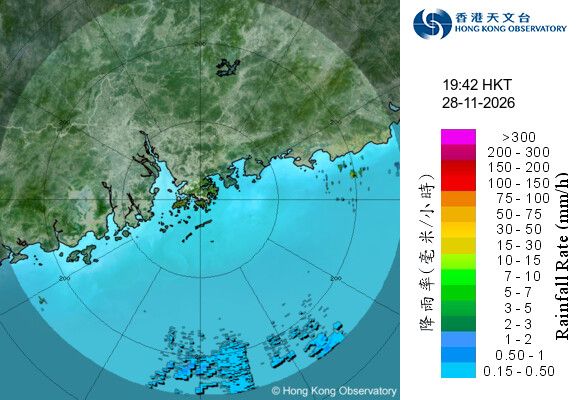 香港天文台
HONG KONG OBSERVATORY
19:42 HKT
28-11-2026
>300
200 - 300
150 - 200
100 - 150
75 - 100
50 - 75
30 - 50
15 - 30
10 - 15
7 - 10
5 - 7
3 - 5
2 - 3
1 - 2
0.50 - 1
0.15 - 0.50
降雨率(毫米/小時)
Rainfall Rate (mm/h)
200
200
200
© Hong Kong Observatory